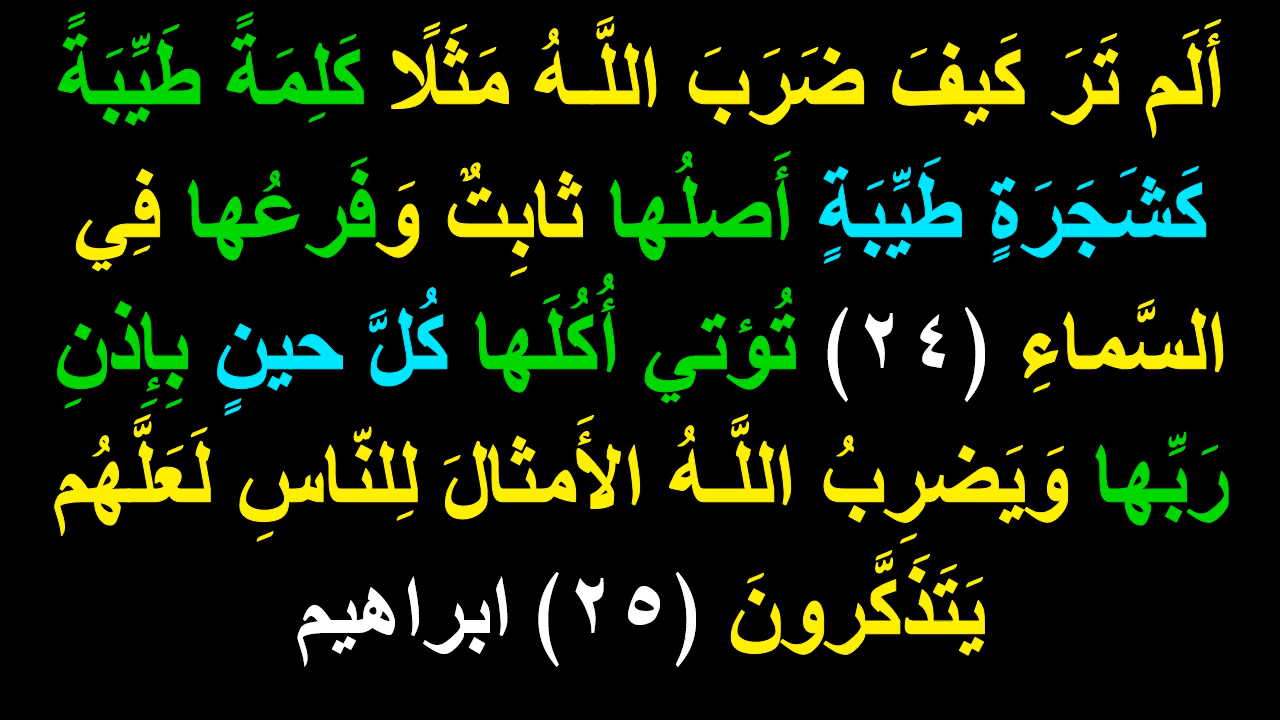 أَلَم تَرَ كَيفَ ضَرَبَ اللَّـهُ مَثَلًا كَلِمَةً طَيِّبَةً
كَشَجَرَةٍ طَيِّبَةٍ أَصلُها ثابِتٌ وَفَرعُها فِي
السَّماءِ (٢٤) تُؤتي أُكُلَها كُلَّ حينٍ بِإِذنِ
رَبِّها وَيَضرِبُ اللَّـهُ الأَمثالَ لِلنّاسِ لَعَلَّهُم
يَتَذَكَّرونَ (٢٥) ابراهيم